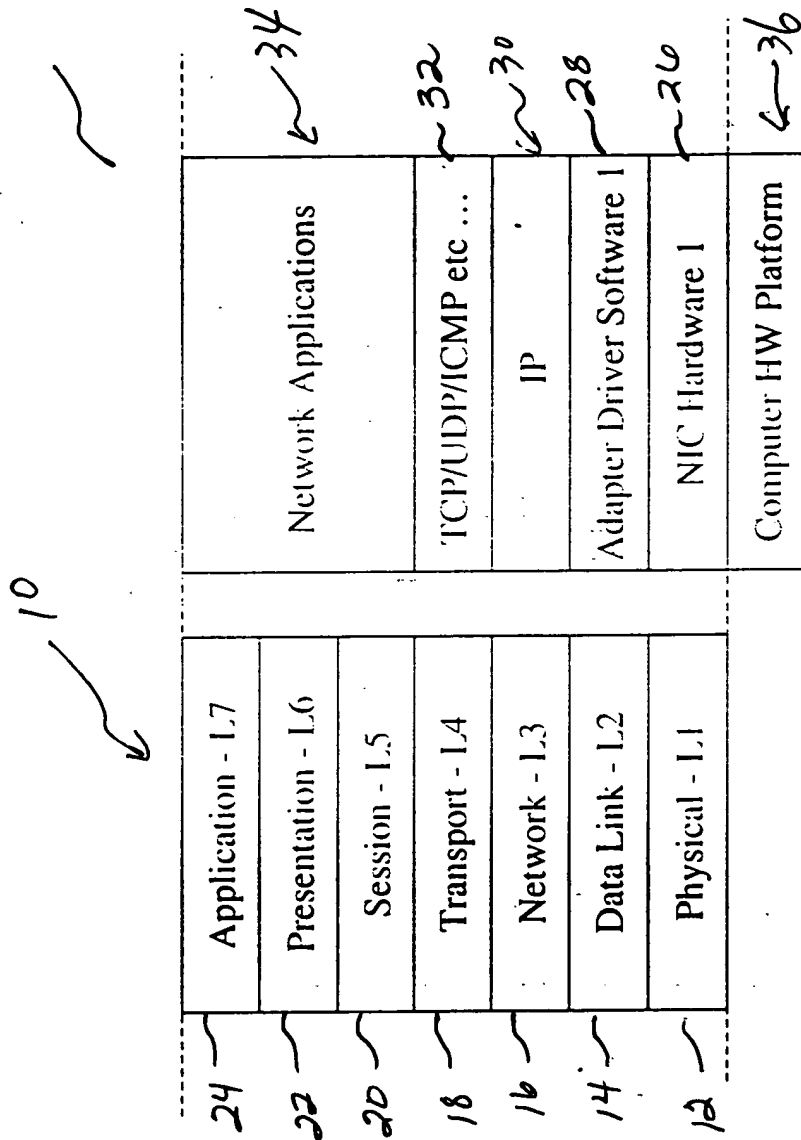 10
24 Application - L7
22 Presentation - L6
20 Session - L5
18 Transport - L4
16 Network - L3
14 Data Link - L2
12 Physical - L1
Network Applications 34
TCP/UDP/ICMP etc ... 32
IP 30
Adapter Driver Software 1 28
NIC Hardware 1 26
Computer HW Platform 36